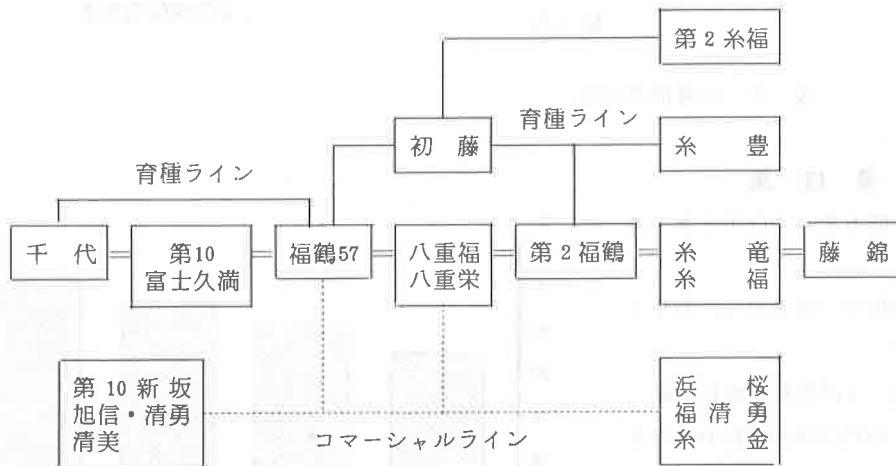 第2糸福
初藤
育種ライン
糸豊
育種ライン
千代
第10
富士久満
福鶴57
八重福
八重栄
第2福鶴
糸竜
糸福
藤錦
第10新坂
旭信・清勇
清美
浜桜
福清勇
糸金
コマーシャルライン